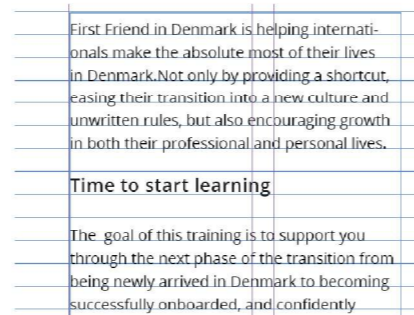 First Friend in Denmark is helping internati-
onals make the absolute most of their lives
in Denmark.Not only by providing a shortcut,
easing their transition into a new culture and
unwritten rules, but also encouraging growth
in both their professional and personal lives.
Time to start learning
The  goal of this training is to support you
through the next phase of the transition from
being newly arrived in Denmark to becoming
successfully onboarded, and confidently